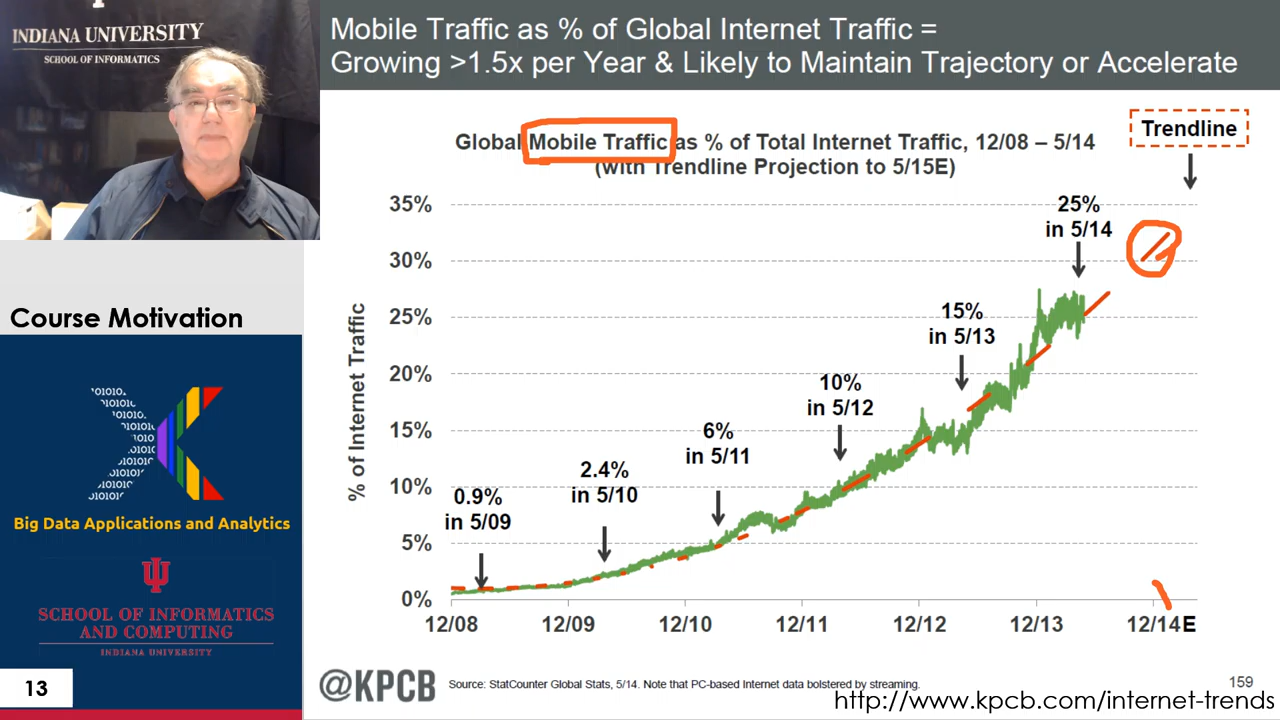 INDIANA UNIVERSITY
SCHOOL OF INFORMATICS
Mobile Traffic as % of Global Internet Traffic =
Growing >1.5x per Year & Likely to Maintain Trajectory or Accelerate
Global Mobile Traffic as % of Total Internet Traffic, 12/08 – 5/14
(with Trendline Projection to 5/15E)
Trendline
% of Internet Traffic
35%
30%
25%
20%
15%
10%
5%
0%
0.9%
in 5/09
2.4%
in 5/10
6%
in 5/11
10%
in 5/12
15%
in 5/13
25%
in 5/14
12/08
12/09
12/10
12/11
12/12
12/13
12/14E
Course Motivation
Big Data Applications and Analytics
SCHOOL OF INFORMATICS
AND COMPUTING
INDIANA UNIVERSITY
13
@KPCB
Source: StatCounter Global Stats, 5/14. Note that PC-based Internet data bolstered by streaming.
159
http://www.kpcb.com/internet-trends